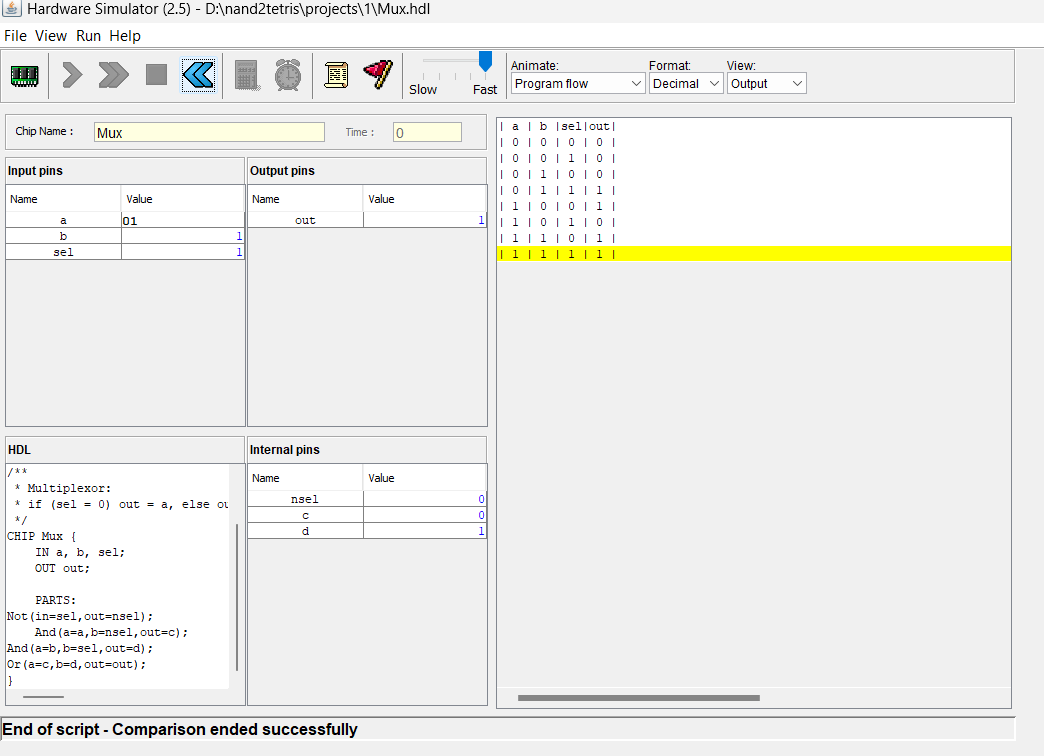 Hardware Simulator (2.5) - D:\nand2tetris\projects\1\Mux.hdl
File View Run Help
Slow Fast
Animate: Format: View:
Program flow Decimal Output
Chip Name : Mux Time : 0
Input pins
Name Value
a 01
b 1
sel 1
Output pins
Name Value
out 1
HDL
/**
* Multiplexor:
* if (sel = 0) out = a, else ou
*/
CHIP Mux {
IN a, b, sel;
OUT out;
PARTS:
Not(in=sel,out=nsel);
And(a=a,b=nsel,out=c);
And(a=b,b=sel,out=d);
Or(a=c,b=d,out=out);
}
Internal pins
Name Value
nsel 0
c 0
d 1
| a | b |sel|out|
| 0 | 0 | 0 | 0 |
| 0 | 0 | 1 | 0 |
| 0 | 1 | 0 | 0 |
| 0 | 1 | 1 | 1 |
| 1 | 0 | 0 | 1 |
| 1 | 0 | 1 | 0 |
| 1 | 1 | 0 | 1 |
| 1 | 1 | 1 | 1 |
End of script - Comparison ended successfully